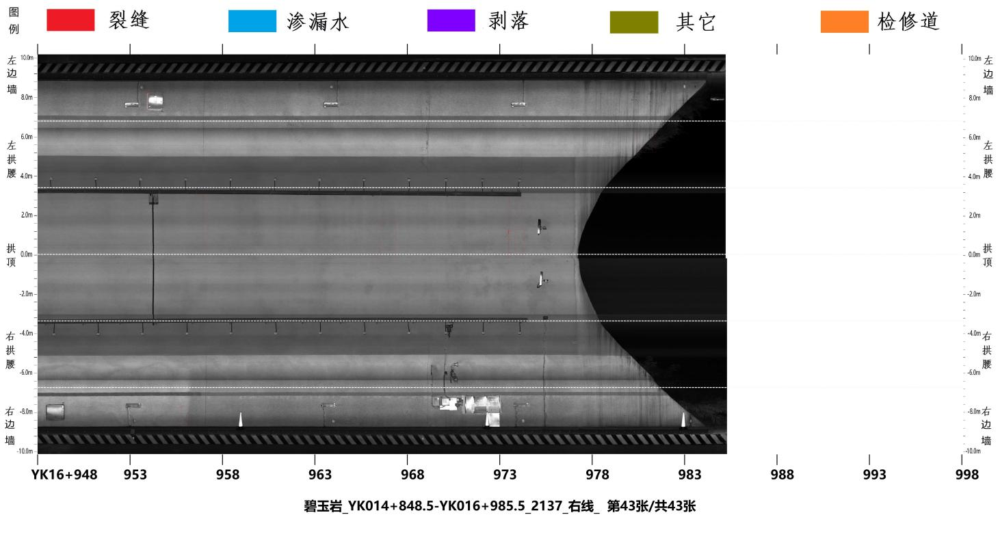 图例 裂缝 渗漏水 剥落 其它 检修道
左边墙 10.0m 10.0m 左边墙
8.0m 8.0m
6.0m 6.0m
左拱腰 左拱腰
4.0m 4.0m
2.0m 2.0m
拱顶 0.0m 0.0m 拱顶
-2.0m -2.0m
右拱腰 -4.0m -4.0m 右拱腰
-6.0m -6.0m
右边墙 -8.0m -8.0m 右边墙
-10.0m -10.0m
YK16+948 953 958 963 968 973 978 983 988 993 998
碧玉岩_YK014+848.5-YK016+985.5_2137_右线_ 第43张/共43张